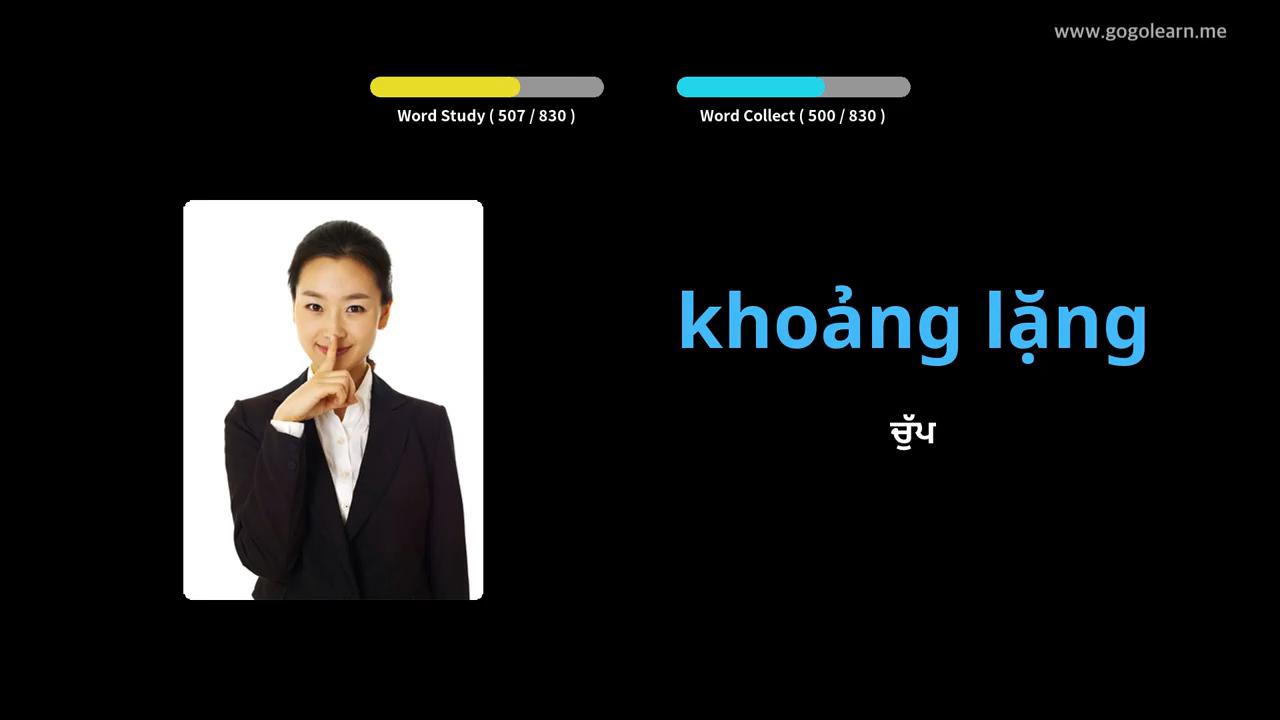 www.gogolearn.me
Word Study ( 507 / 830 )
Word Collect ( 500 / 830 )
khoảng lặng
ਚੁੱਪ